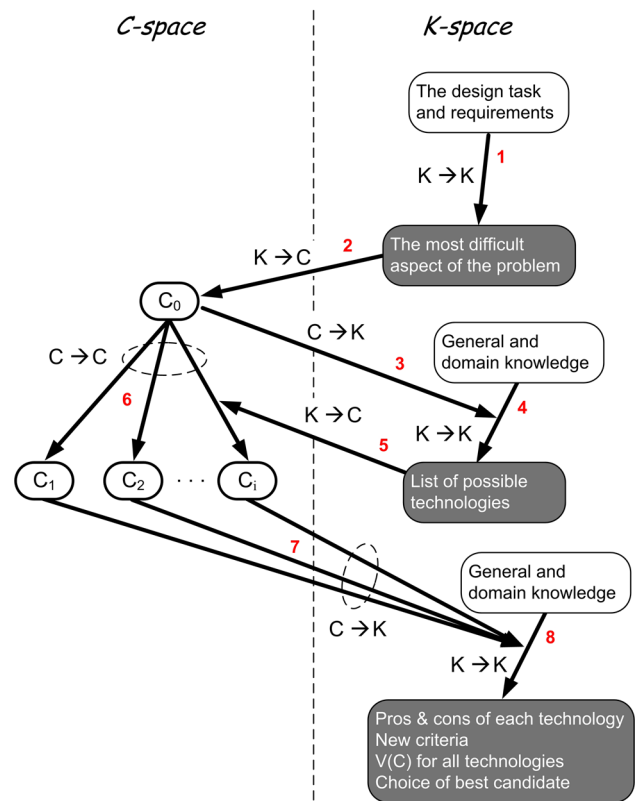 C-space
K-space
The design task
and requirements
1
K → K
2
The most difficult
aspect of the problem
K → C
C₀
C → K
General and
domain knowledge
C → C
3
6
4
K → C
K → K
5
C₁
C₂
· · ·
Cᵢ
List of possible
technologies
7
General and
domain knowledge
C → K
8
K → K
Pros & cons of each technology
New criteria
V(C) for all technologies
Choice of best candidate